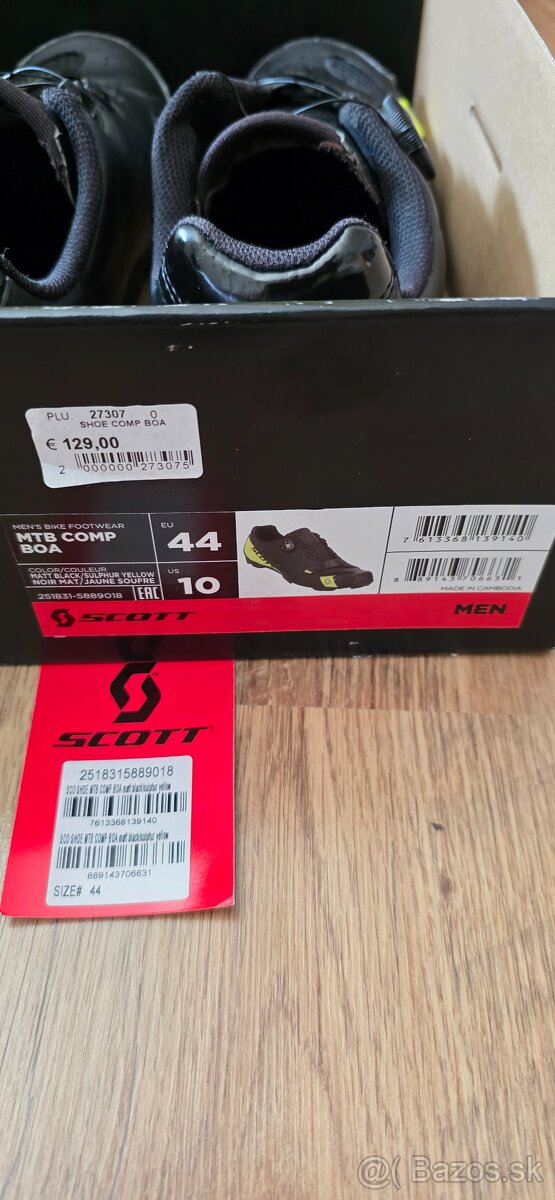 PLU. 27307 0
SHOE COMP BOA
€ 129,00
2 000000 273075
MEN'S BIKE FOOTWEAR
MTB COMP
BOA
COLOR/COULEUR
MATT BLACK/SULPHUR YELLOW
NOIR MAT/JAUNE SOUFRE
251831-5889018 EAC
EU
44
US
10
7 613368 139140
8 89143 70663 1
MADE IN CAMBODIA
SCOTT
MEN
SCOTT
2518315889018
SCO SHOE MTB COMP BOA matt black/sulphur yellow
7613368139140
SCO SHOE MTB COMP BOA matt black/sulphur yellow
889143706631
SIZE# 44
@ Bazos.sk